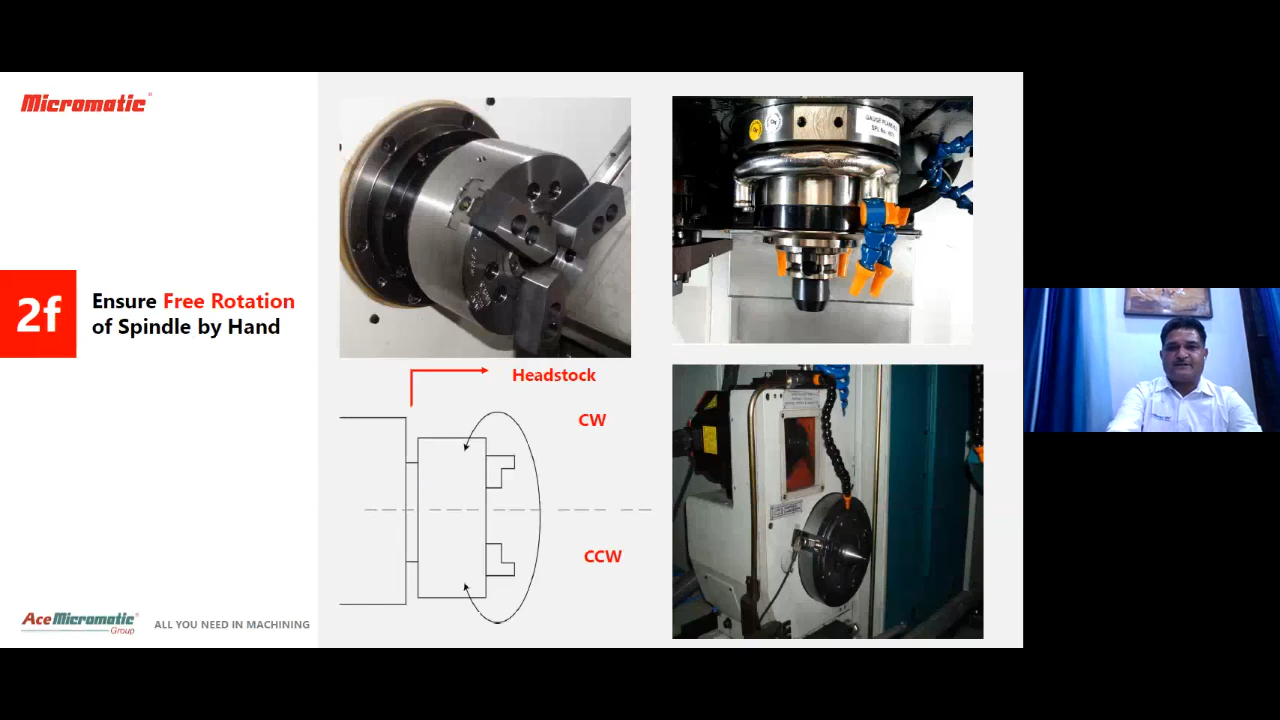 Micromatic
2f
Ensure Free Rotation
of Spindle by Hand
Headstock
CW
CCW
AceMicromatic
Group
ALL YOU NEED IN MACHINING